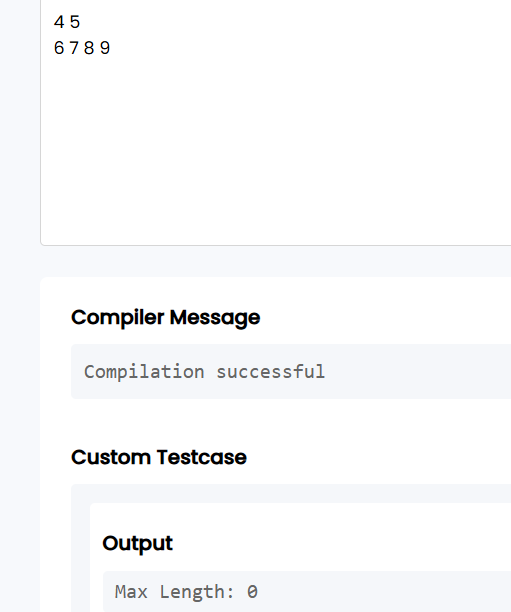 4 5
6 7 8 9
Compiler Message
Compilation successful
Custom Testcase
Output
Max Length: 0